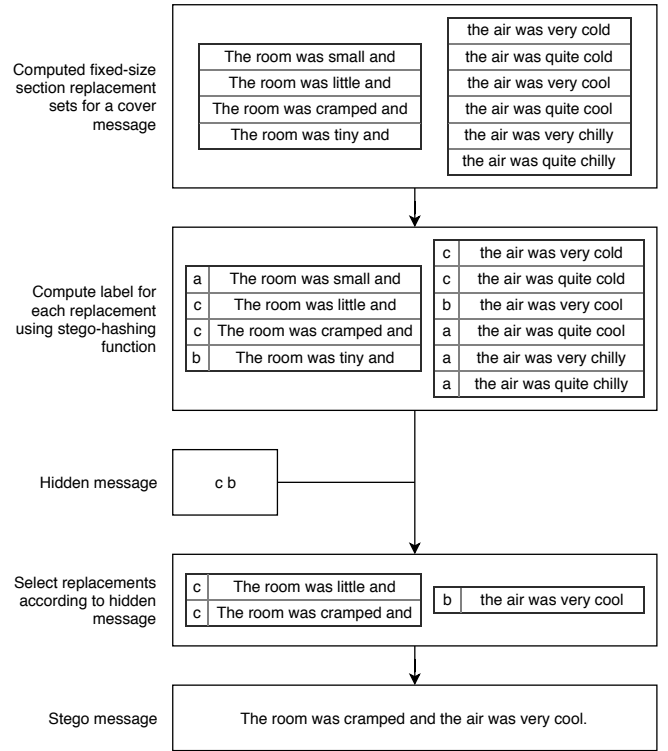 Computed fixed-size
section replacement
sets for a cover
message
The room was small and
The room was little and
The room was cramped and
The room was tiny and
the air was very cold
the air was quite cold
the air was very cool
the air was quite cool
the air was very chilly
the air was quite chilly
Compute label for
each replacement
using stego-hashing
function
a The room was small and
c The room was little and
c The room was cramped and
b The room was tiny and
c the air was very cold
c the air was quite cold
b the air was very cool
a the air was quite cool
a the air was very chilly
a the air was quite chilly
Hidden message
c b
Select replacements
according to hidden
message
c The room was little and
c The room was cramped and
b the air was very cool
Stego message
The room was cramped and the air was very cool.